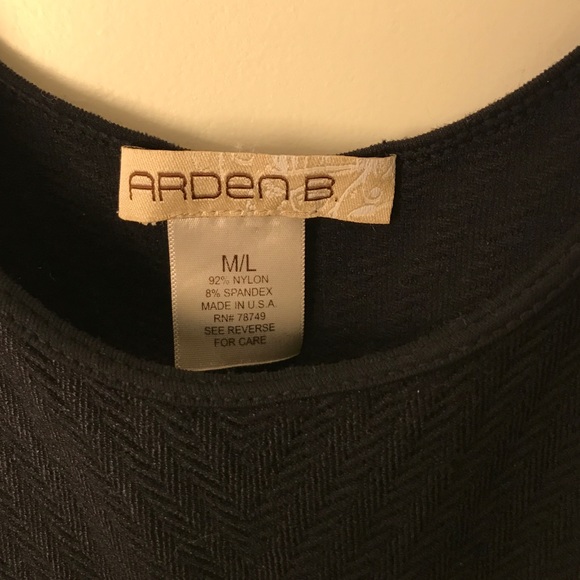 ARDEN B.
M/L
92% NYLON
8% SPANDEX
MADE IN U.S.A.
RN# 78749
SEE REVERSE
FOR CARE